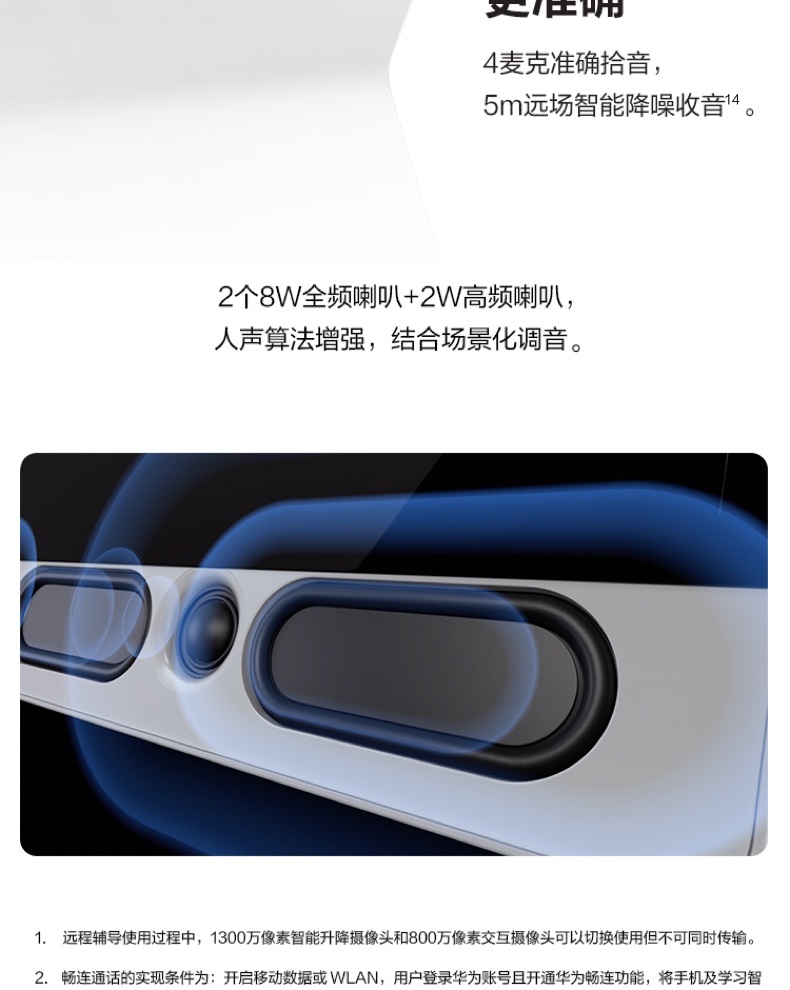 更准确
4麦克准确拾音，
5m远场智能降噪收音14。
2个8W全频喇叭+2W高频喇叭，
人声算法增强，结合场景化调音。
1. 远程辅导使用过程中，1300万像素智能升降摄像头和800万像素交互摄像头可以切换使用但不可同时传输。
2. 畅连通话的实现条件为：开启移动数据或 WLAN，用户登录华为账号且开通华为畅连功能，将手机及学习智